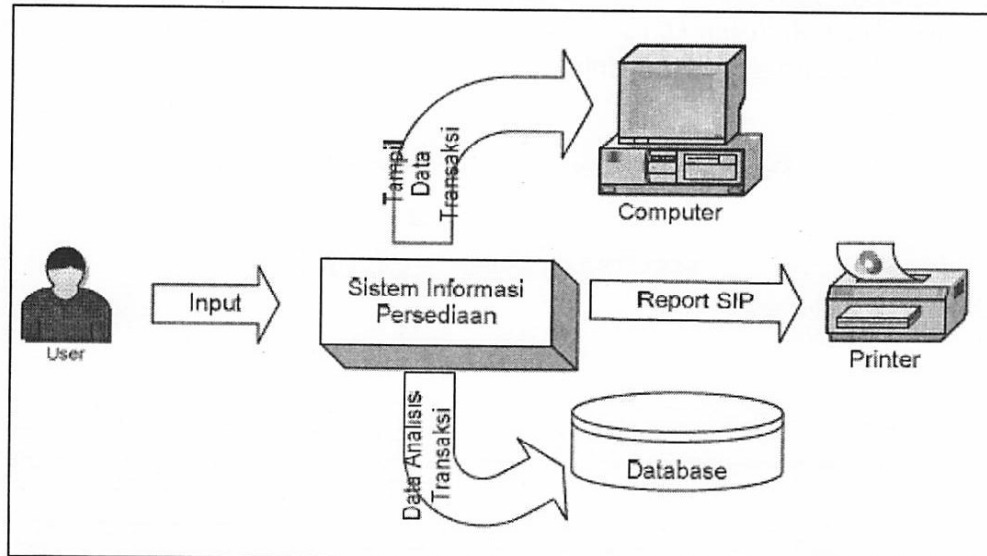 Tampil
Data
Transaksi
Computer
User
Input
Sistem Informasi
Persediaan
Report SIP
Printer
Data Analisis
Transaksi
Database